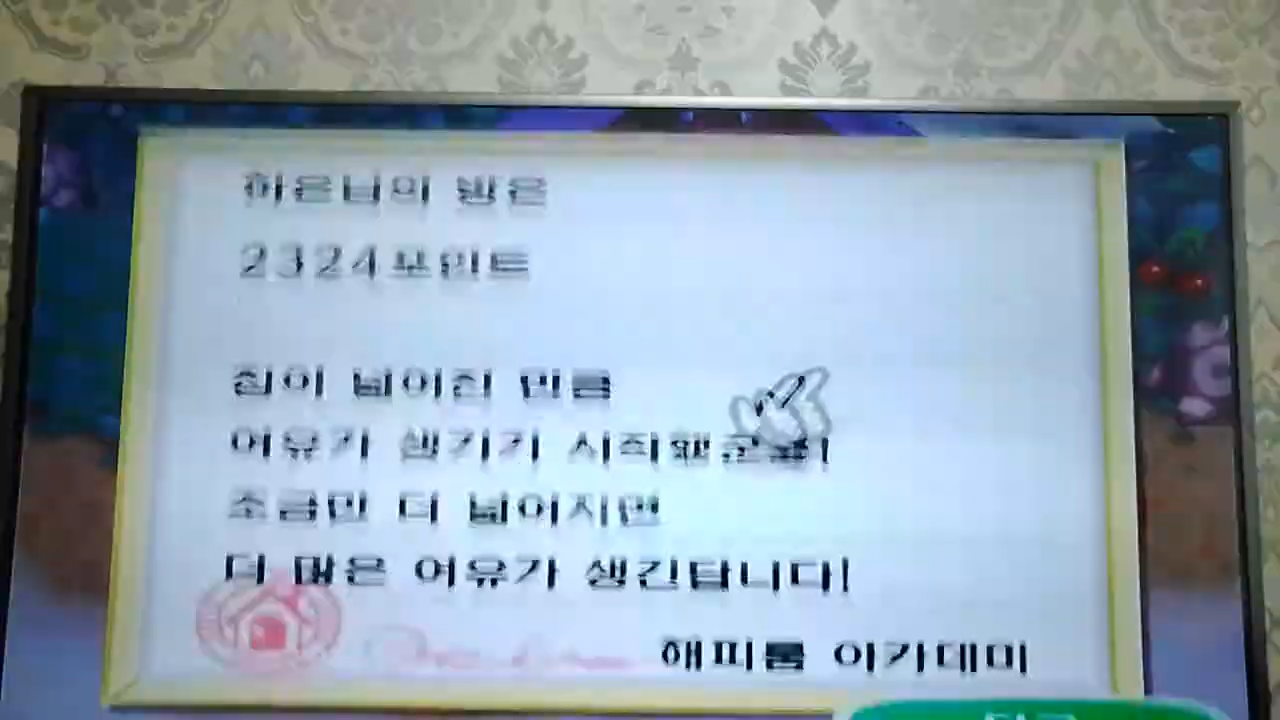 하은님의 방은
2324포인트
집이 넓어진 만큼
여유가 생기기 시작했군요!
조금만 더 넓어지면
더 많은 여유가 생긴답니다!
해피룸 아카데미